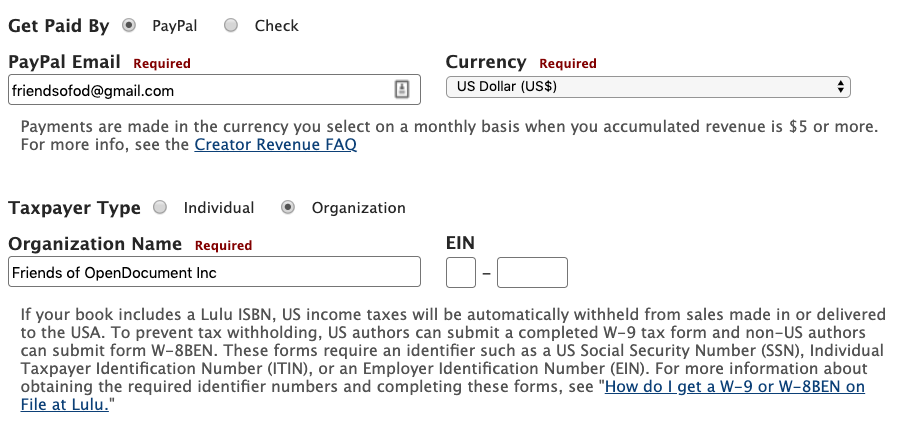 Get Paid By PayPal Check
PayPal Email Required Currency Required
friendsofod@gmail.com US Dollar (US$)
Payments are made in the currency you select on a monthly basis when you accumulated revenue is $5 or more.
For more info, see the Creator Revenue FAQ
Taxpayer Type Individual Organization
Organization Name Required EIN
Friends of OpenDocument Inc –
If your book includes a Lulu ISBN, US income taxes will be automatically withheld from sales made in or delivered
to the USA. To prevent tax withholding, US authors can submit a completed W-9 tax form and non-US authors
can submit form W-8BEN. These forms require an identifier such as a US Social Security Number (SSN), Individual
Taxpayer Identification Number (ITIN), or an Employer Identification Number (EIN). For more information about
obtaining the required identifier numbers and completing these forms, see "How do I get a W-9 or W-8BEN on
File at Lulu."